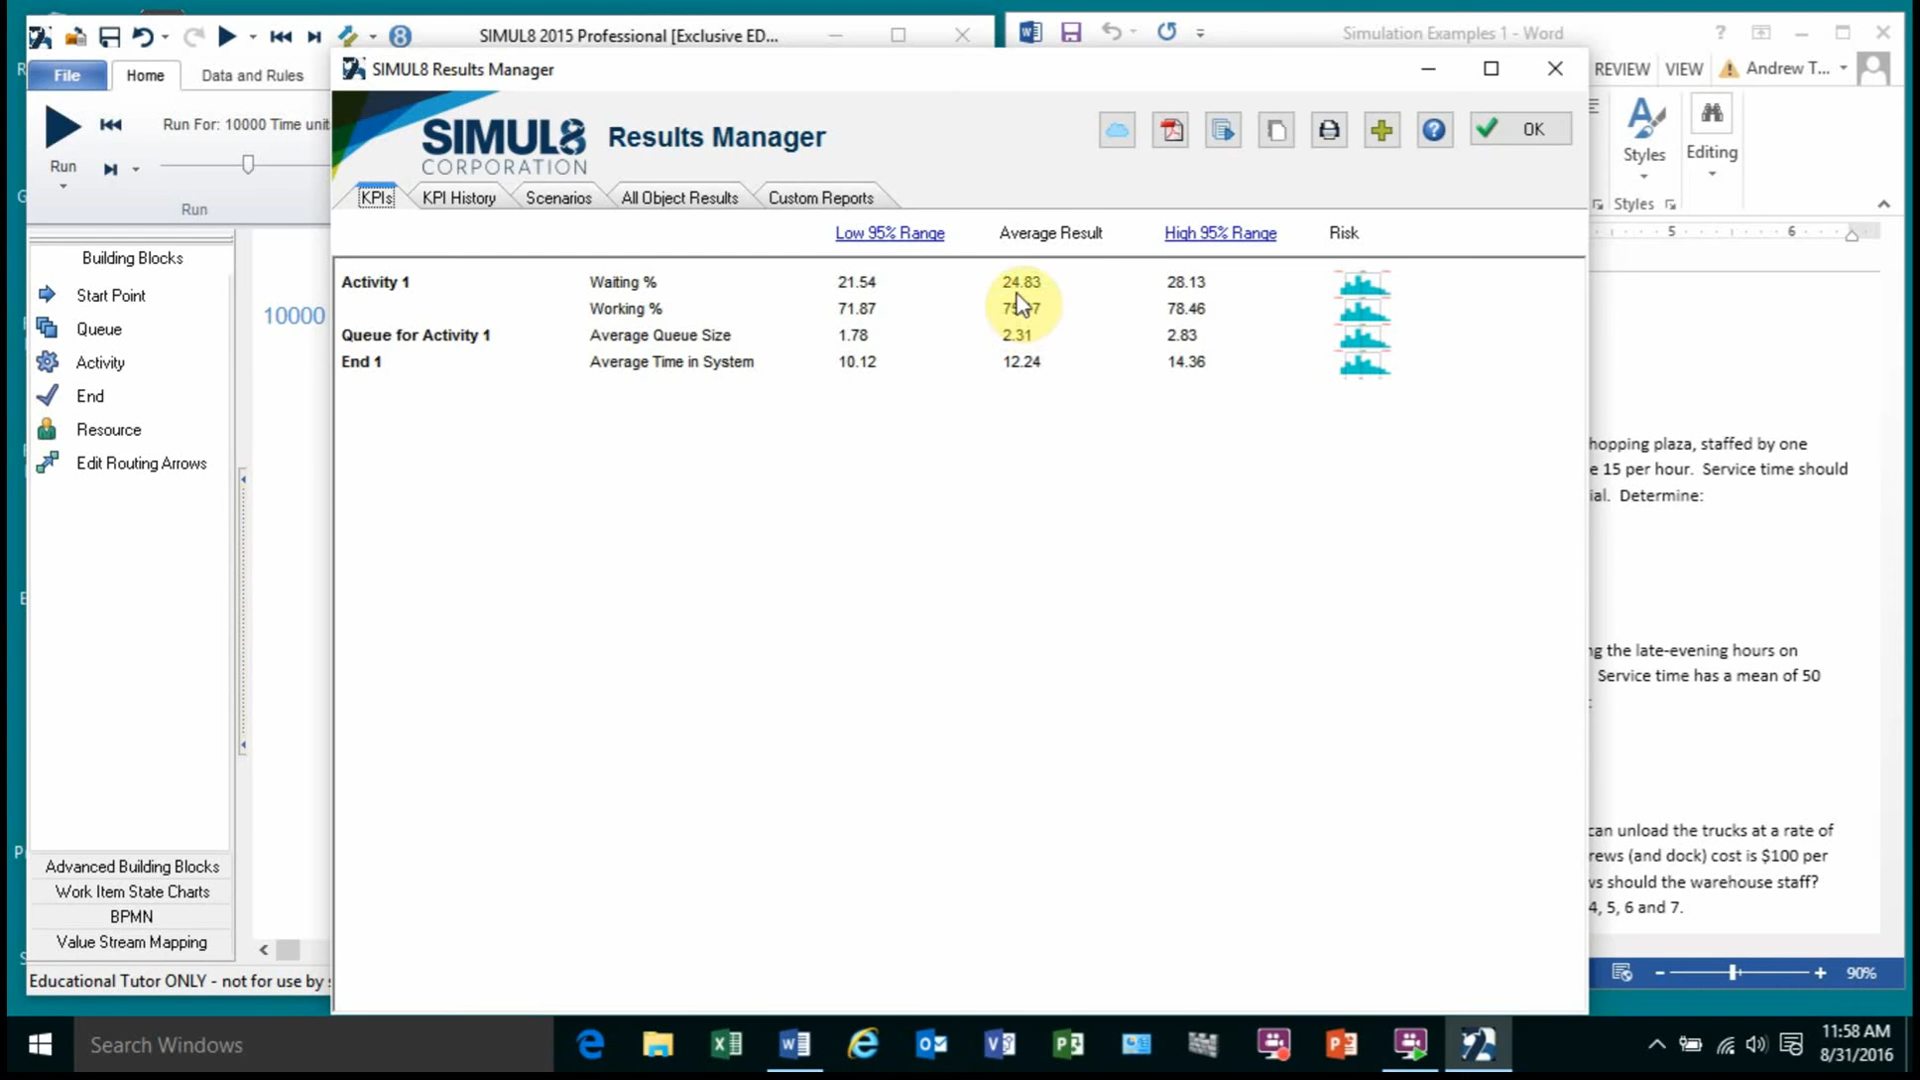 SIMUL8 2015 Professional [Exclusive ED...
Simulation Examples 1 - Word
File
Home
Data and Rules
SIMUL8 Results Manager
REVIEW
VIEW
Andrew T...
Run For: 10000 Time unit
Run
Run
SIMUL8
CORPORATION
Results Manager
OK
Styles
Editing
Styles
KPIs
KPI History
Scenarios
All Object Results
Custom Reports
Low 95% Range
Average Result
High 95% Range
Risk
5
6
Building Blocks
Start Point
Queue
Activity
End
Resource
Edit Routing Arrows
10000
Activity 1 Waiting % 21.54 24.83 28.13
Working % 71.87 78.46
Queue for Activity 1 Average Queue Size 1.78 2.31 2.83
End 1 Average Time in System 10.12 12.24 14.36
hopping plaza, staffed by one
e 15 per hour. Service time should
ial. Determine:
ng the late-evening hours on
Service time has a mean of 50
can unload the trucks at a rate of
rews (and dock) cost is $100 per
ws should the warehouse staff?
4, 5, 6 and 7.
Advanced Building Blocks
Work Item State Charts
BPMN
Value Stream Mapping
Educational Tutor ONLY - not for use by
90%
Search Windows
11:58 AM
8/31/2016